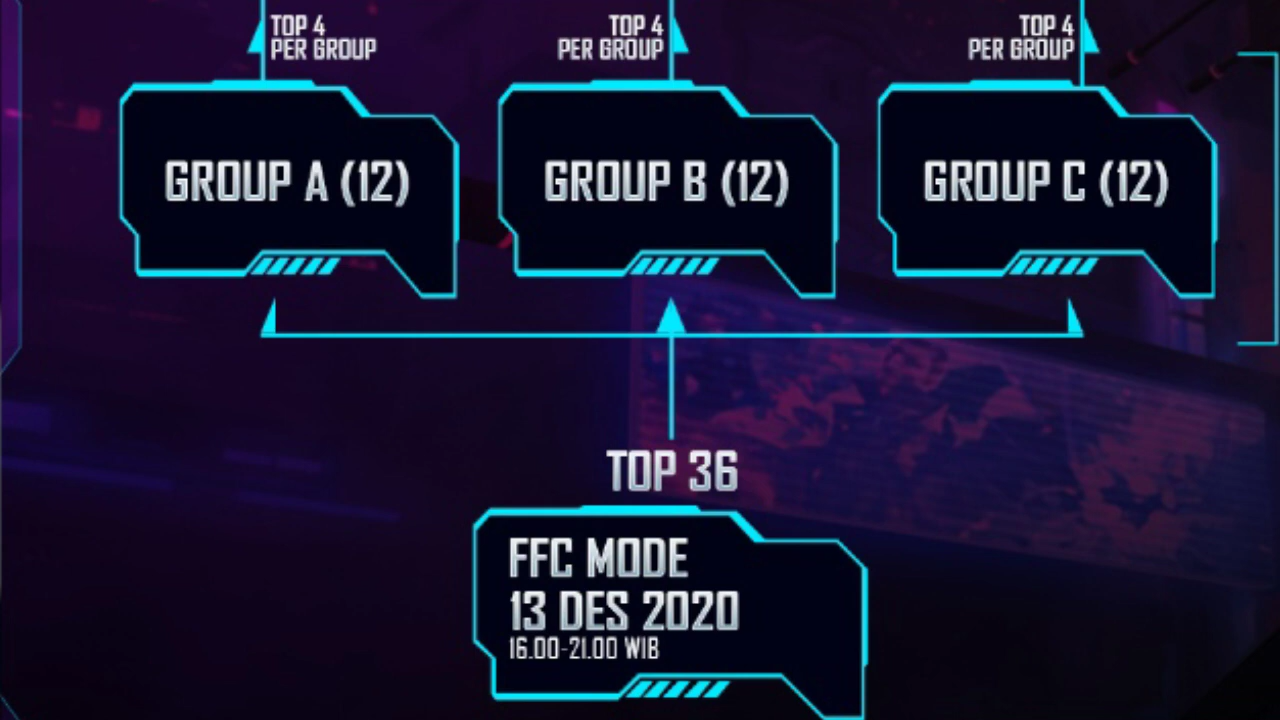 TOP 4
PER GROUP
TOP 4
PER GROUP
TOP 4
PER GROUP
GROUP A (12)
GROUP B (12)
GROUP C (12)
TOP 36
FFC MODE
13 DES 2020
16.00-21.00 WIB